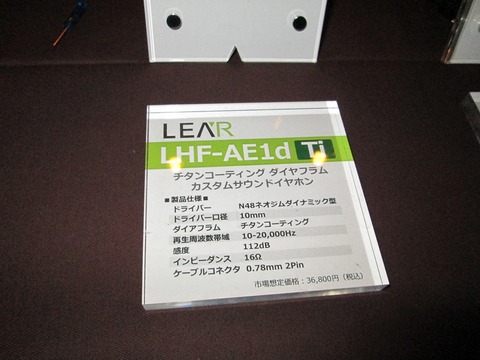 LEAR
LHF-AE1d Ti
チタンコーティング ダイヤフラム
カスタムサウンドイヤホン
■製品仕様■
ドライバー N48ネオジムダイナミック型
ドライバー口径 10mm
ダイアフラム チタンコーティング
再生周波数帯域 10-20,000Hz
感度 112dB
インピーダンス 16Ω
ケーブルコネクタ 0.78mm 2Pin
市場想定価格：36,800円（税込）